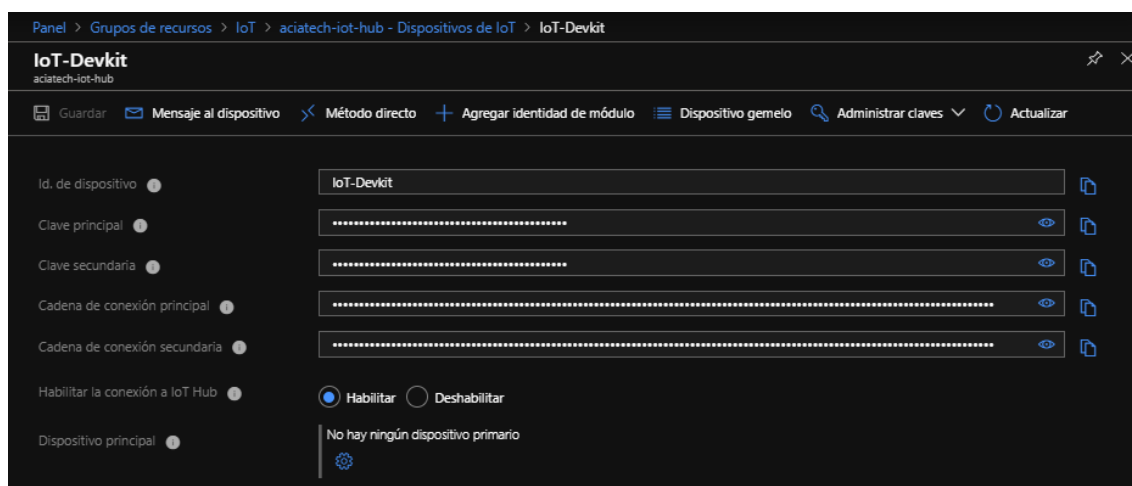 Panel > Grupos de recursos > IoT > aciatech-iot-hub - Dispositivos de IoT > IoT-Devkit
IoT-Devkit
aciatech-iot-hub
Guardar Mensaje al dispositivo Método directo Agregar identidad de módulo Dispositivo gemelo Administrar claves Actualizar
Id. de dispositivo IoT-Devkit
Clave principal
Clave secundaria
Cadena de conexión principal
Cadena de conexión secundaria
Habilitar la conexión a IoT Hub Habilitar Deshabilitar
Dispositivo principal No hay ningún dispositivo primario